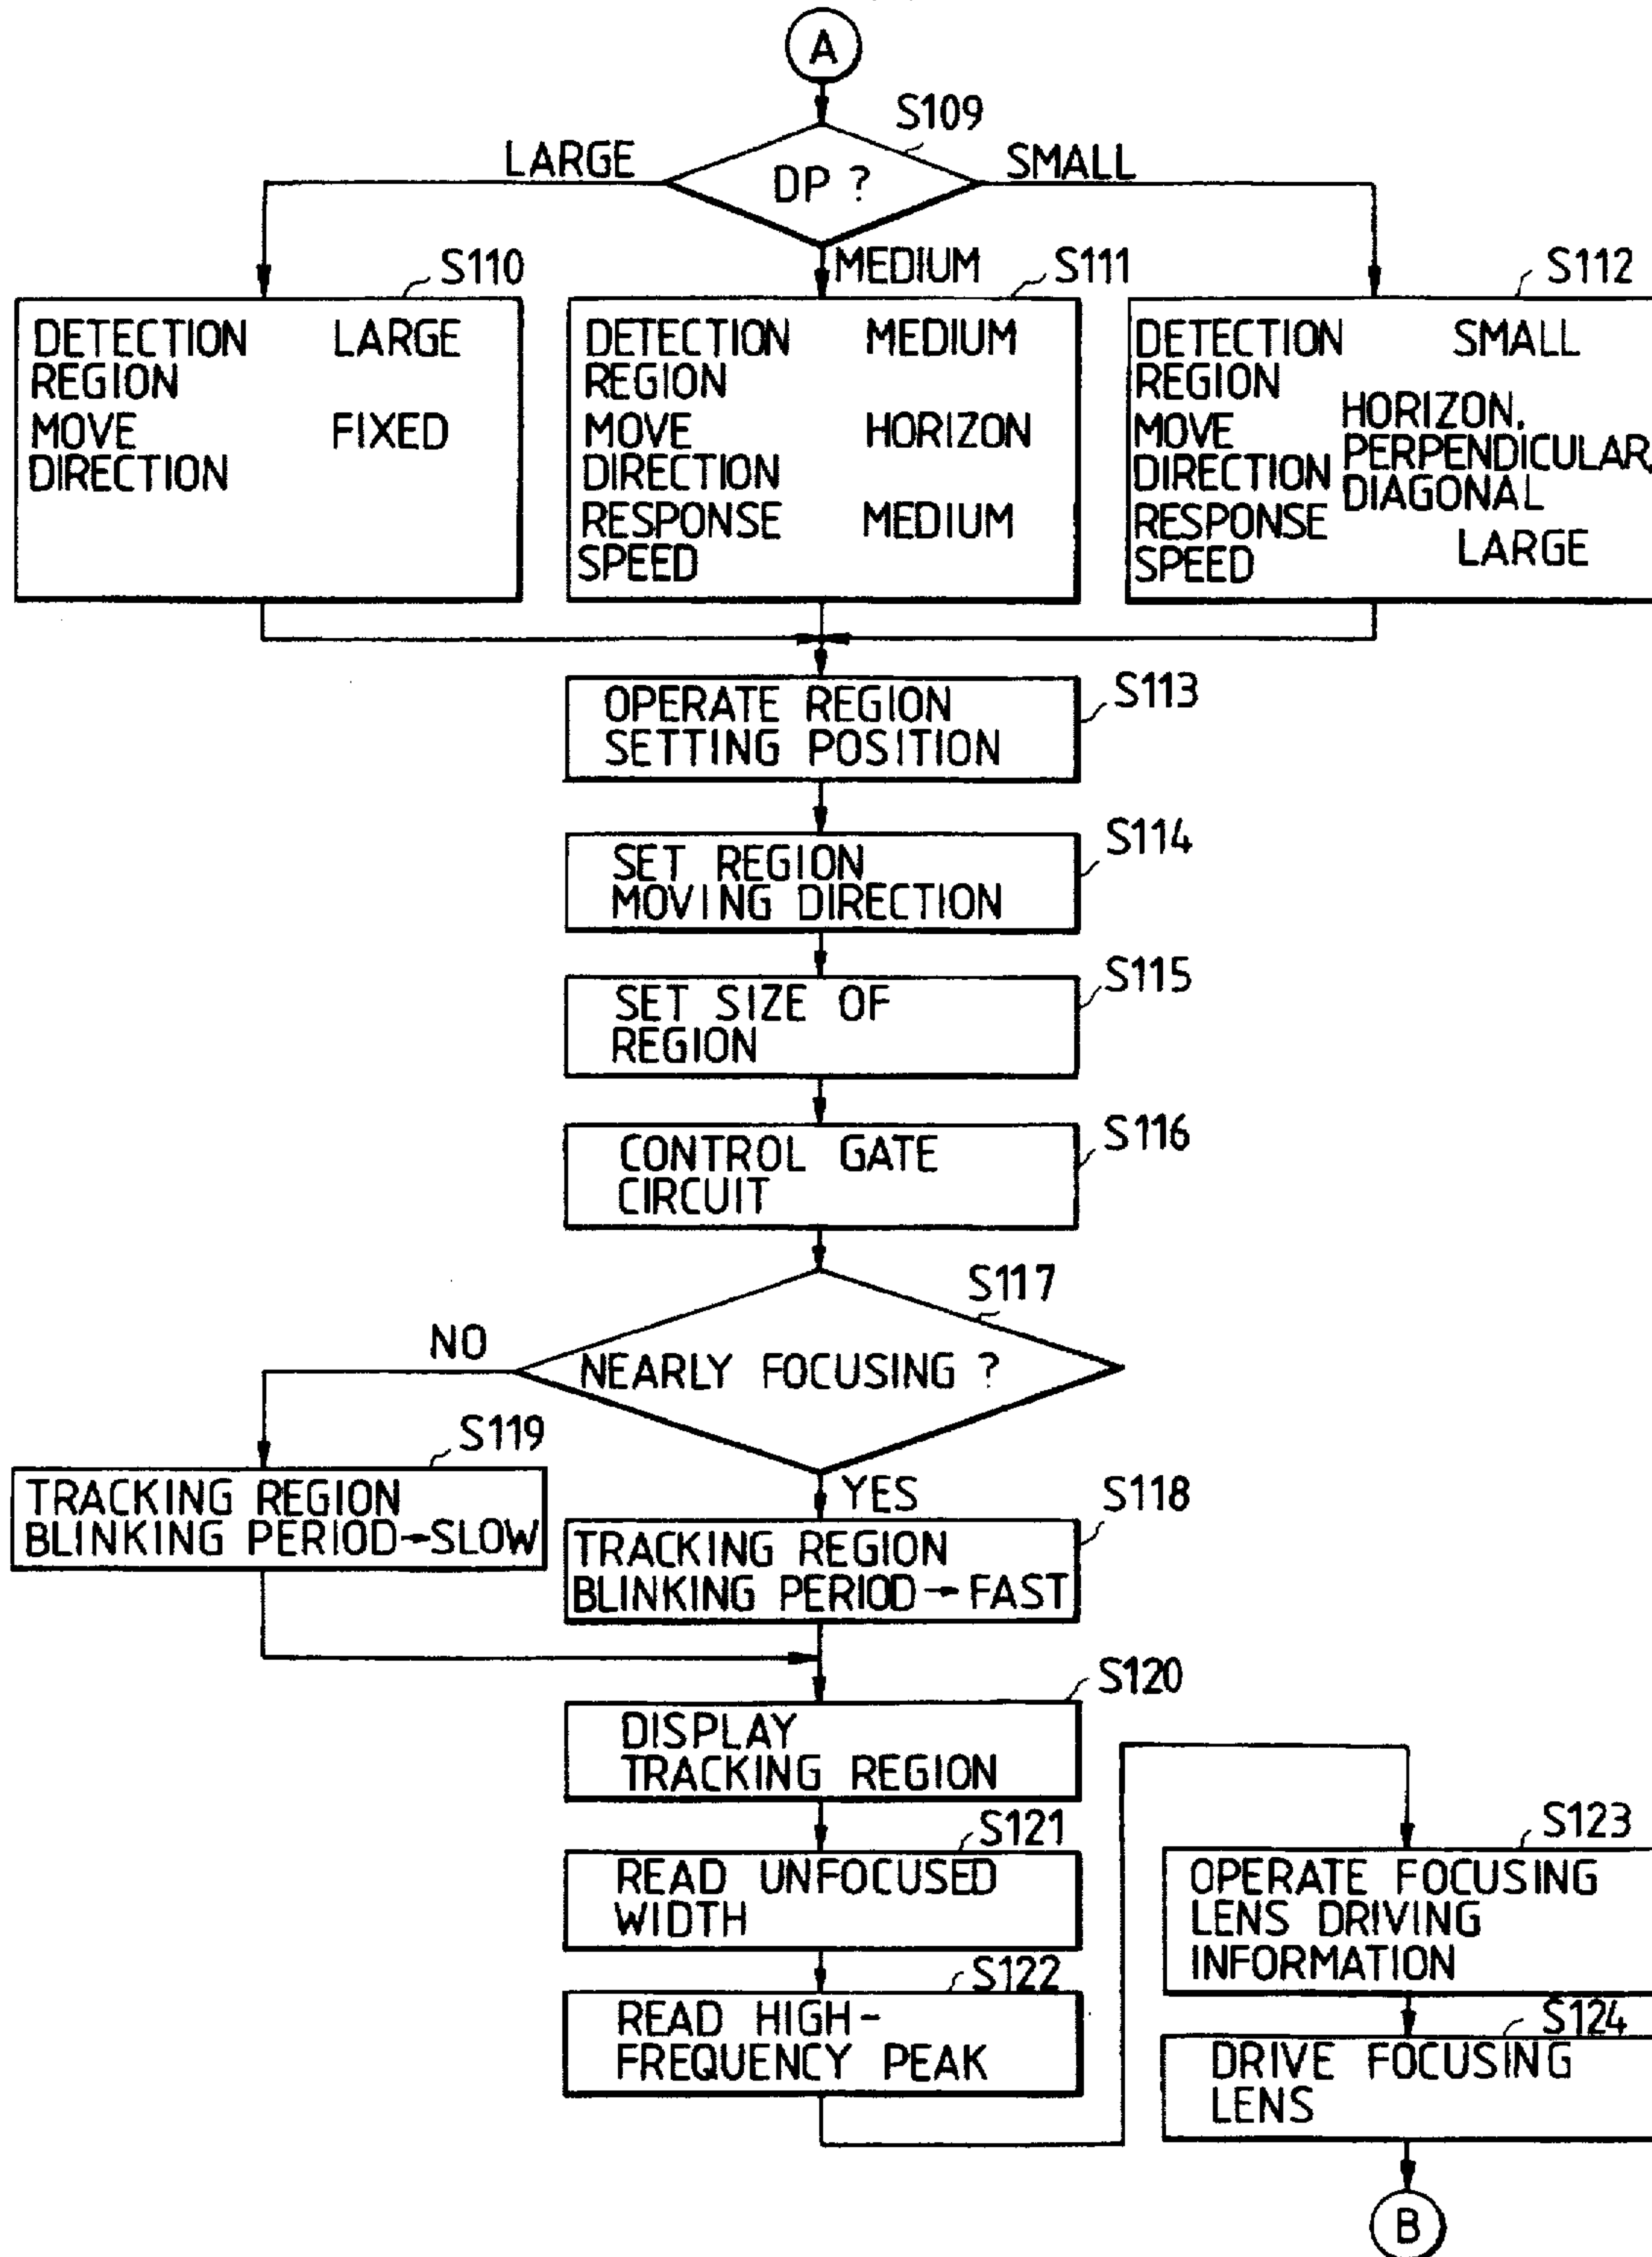 A
S109
DP ?
LARGE
SMALL
MEDIUM
S110
DETECTION LARGE
REGION
MOVE FIXED
DIRECTION
S111
DETECTION MEDIUM
REGION
MOVE HORIZON
DIRECTION
RESPONSE MEDIUM
SPEED
S112
DETECTION SMALL
REGION
MOVE
DIRECTION
HORIZON,
PERPENDICULAR,
DIAGONAL
RESPONSE
SPEED
LARGE
S113
OPERATE REGION
SETTING POSITION
S114
SET REGION
MOVING DIRECTION
S115
SET SIZE OF
REGION
S116
CONTROL GATE
CIRCUIT
S117
NEARLY FOCUSING ?
NO
YES
S119
TRACKING REGION
BLINKING PERIOD→SLOW
S118
TRACKING REGION
BLINKING PERIOD→FAST
S120
DISPLAY
TRACKING REGION
S121
READ UNFOCUSED
WIDTH
S122
READ HIGH-
FREQUENCY PEAK
S123
OPERATE FOCUSING
LENS DRIVING
INFORMATION
S124
DRIVE FOCUSING
LENS
B